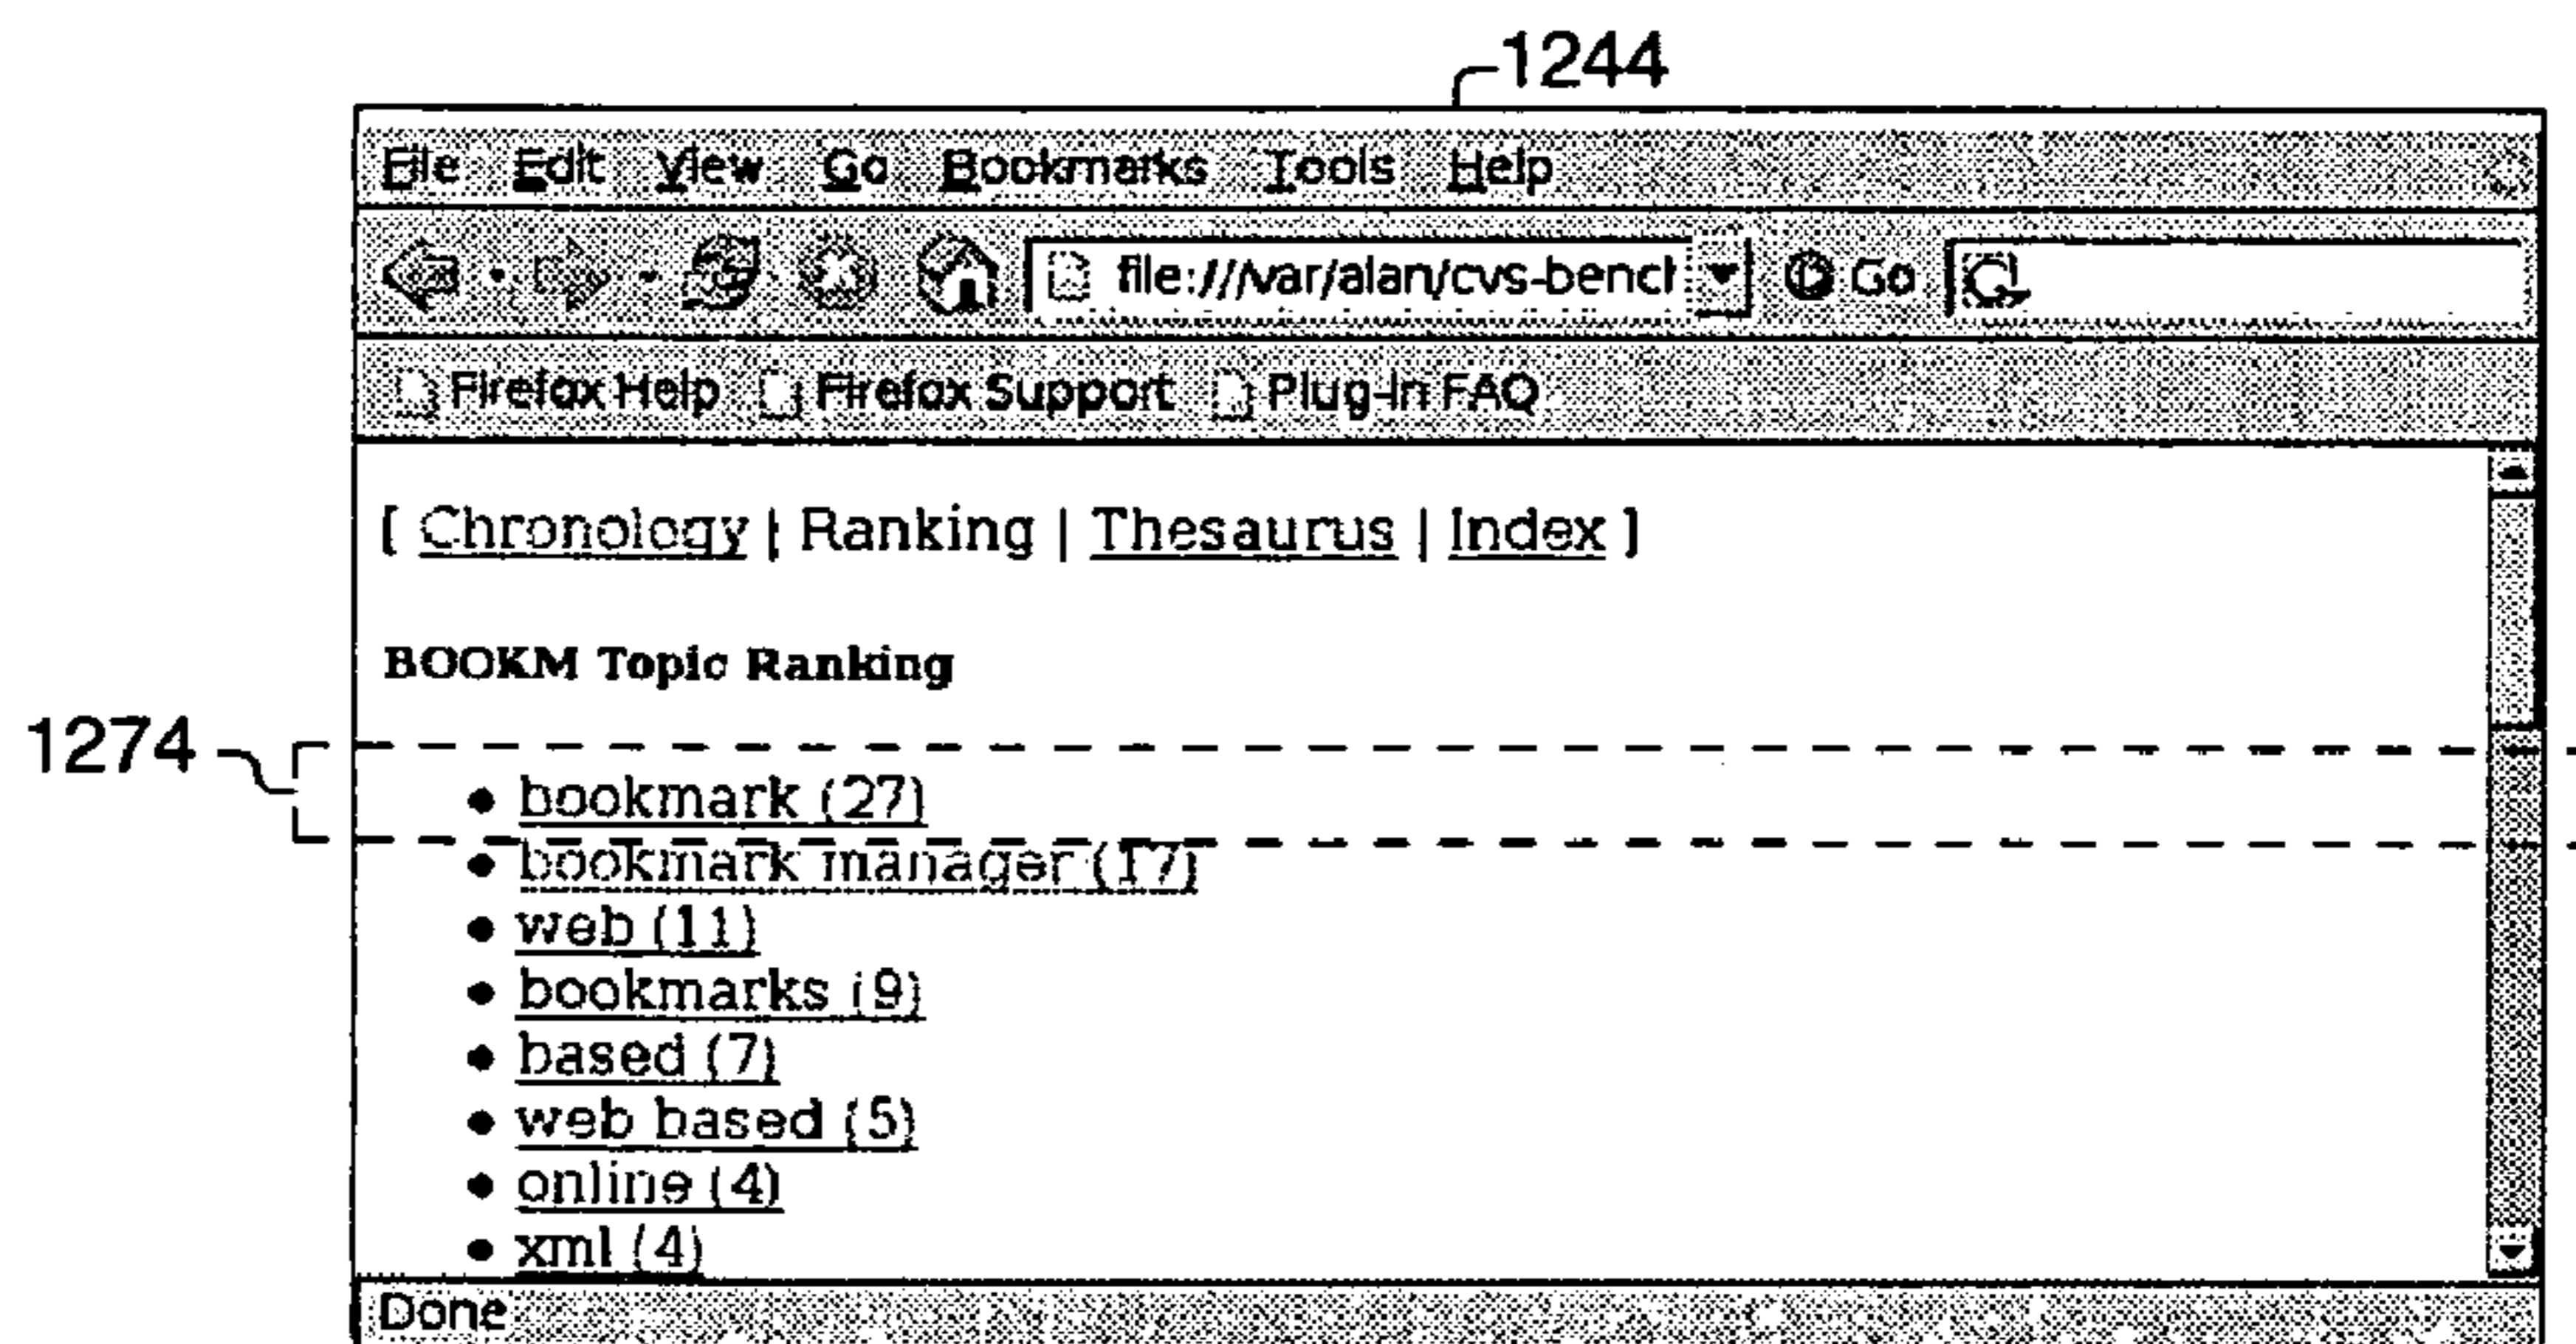 1244
File Edit View Go Bookmarks Tools Help
file:///var/alan/cvs-bencl Go
Firefox Help Firefox Support Plug-in FAQ
[ Chronology | Ranking | Thesaurus | Index ]
BOOKM Topic Ranking
1274
• bookmark (27)
• bookmark manager (17)
• web (11)
• bookmarks (9)
• based (7)
• web based (5)
• online (4)
• xml (4)
Done